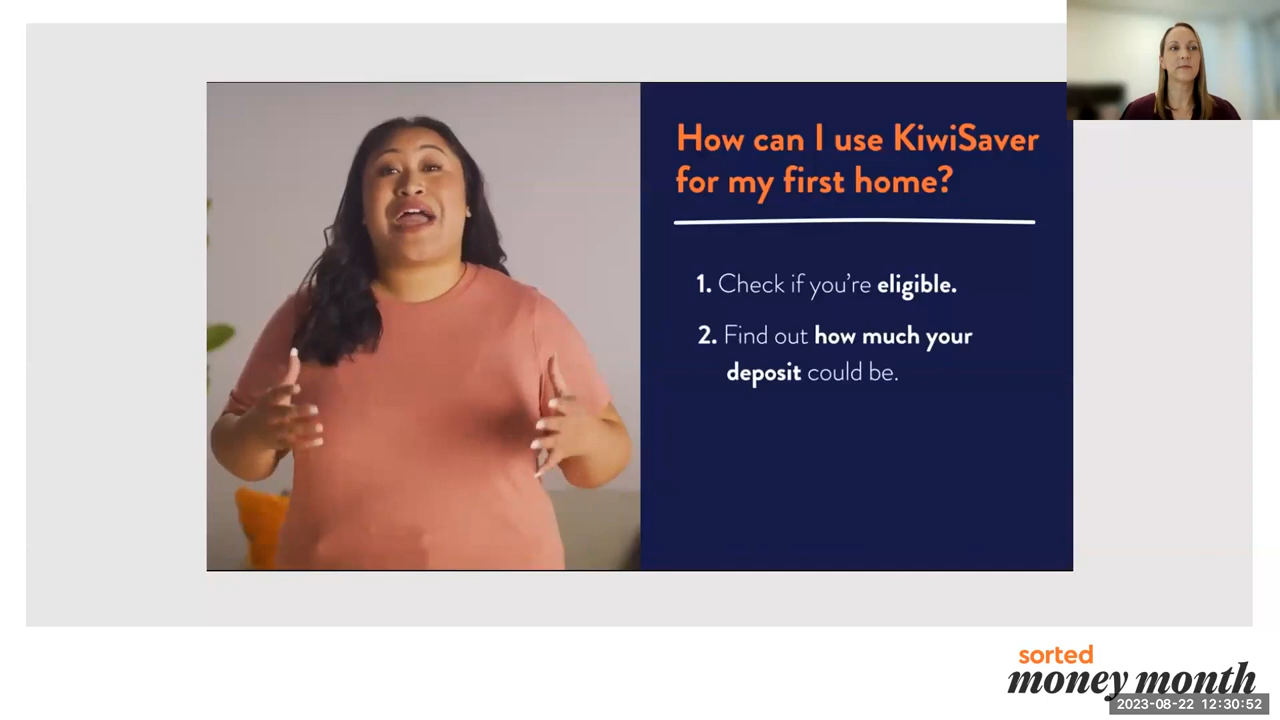 How can I use KiwiSaver
for my first home?
1. Check if you’re eligible.
2. Find out how much your
deposit could be.
sorted
money month
2023-08-22 12:30:52